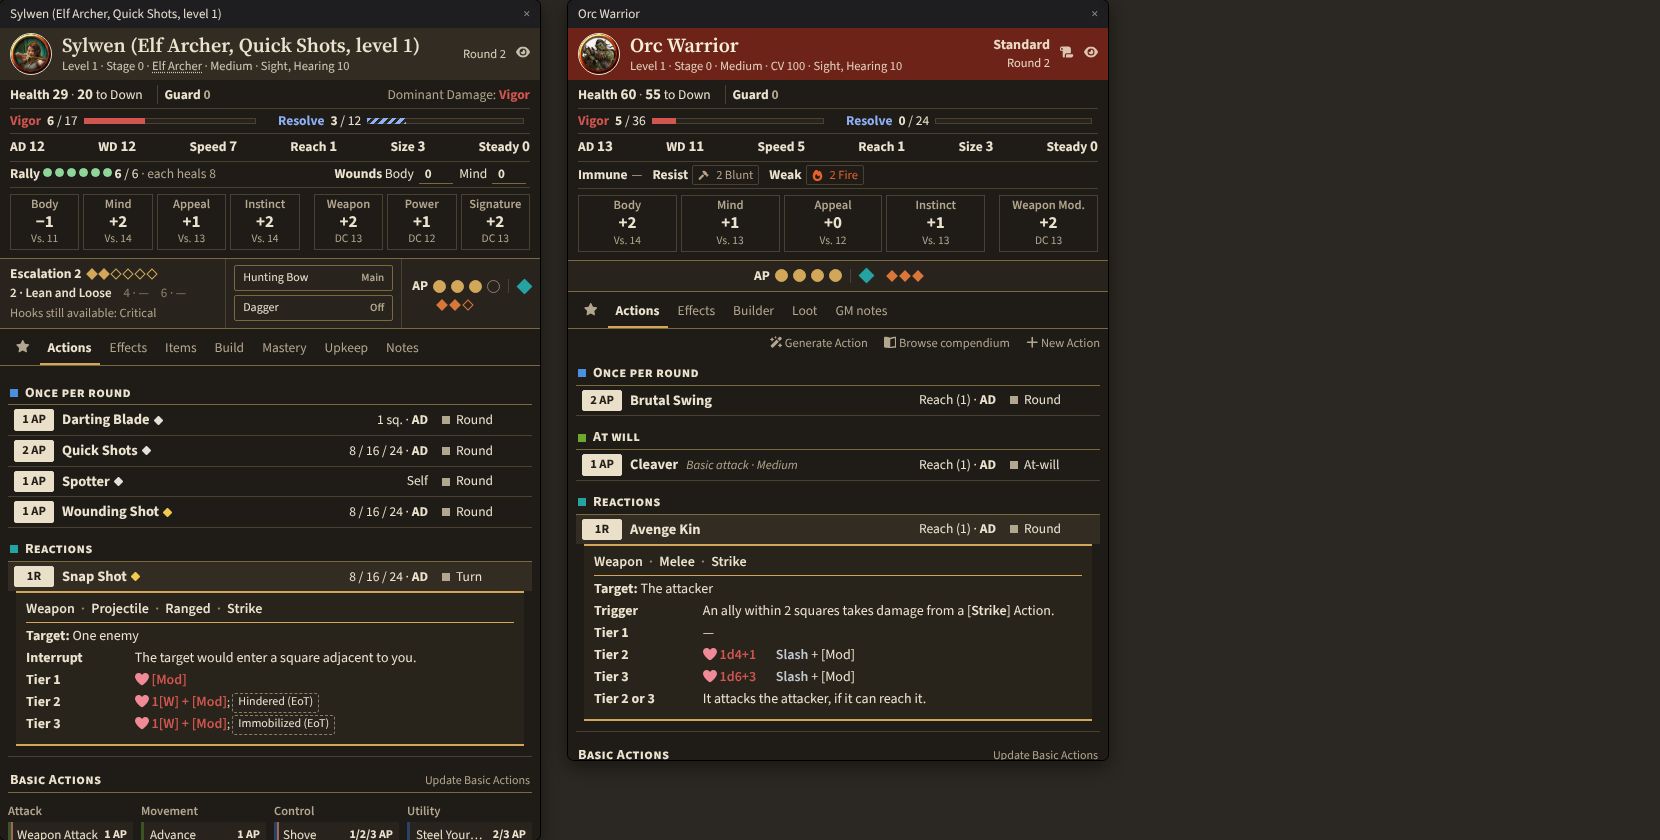 Sylwen (Elf Archer, Quick Shots, level 1) ×
Sylwen (Elf Archer, Quick Shots, level 1)
Level 1 · Stage 0 · Elf Archer · Medium · Sight, Hearing 10
Round 2
Health 29 · 20 to Down Guard 0 Dominant Damage: Vigor
Vigor 6 / 17 Resolve 3 / 12
AD 12 WD 12 Speed 7 Reach 1 Size 3 Steady 0
Rally 6 / 6 · each heals 8 Wounds Body 0 Mind 0
Body Mind Appeal Instinct Weapon Power Signature
−1 +2 +1 +2 +2 +1 +2
Vs. 11 Vs. 14 Vs. 13 Vs. 14 DC 13 DC 12 DC 13
Escalation 2
2 · Lean and Loose 4 · — 6 · —
Hooks still available: Critical
Hunting Bow Main
Dagger Off
AP
Actions Effects Items Build Mastery Upkeep Notes
Once per round
1 AP Darting Blade 1 sq. · AD Round
2 AP Quick Shots 8 / 16 / 24 · AD Round
1 AP Spotter Self Round
1 AP Wounding Shot 8 / 16 / 24 · AD Round
Reactions
1R Snap Shot 8 / 16 / 24 · AD Turn
Weapon · Projectile · Ranged · Strike
Target: One enemy
Interrupt The target would enter a square adjacent to you.
Tier 1 [Mod]
Tier 2 1[W] + [Mod]; Hindered (EoT)
Tier 3 1[W] + [Mod]; Immobilized (EoT)
Basic Actions Update Basic Actions
Attack Movement Control Utility
Weapon Attack 1 AP Advance 1 AP Shove 1/2/3 AP Steel Your... 2/3 AP
Orc Warrior ×
Orc Warrior
Level 1 · Stage 0 · Medium · CV 100 · Sight, Hearing 10
Standard
Round 2
Health 60 · 55 to Down Guard 0
Vigor 5 / 36 Resolve 0 / 24
AD 13 WD 11 Speed 5 Reach 1 Size 3 Steady 0
Immune — Resist 2 Blunt Weak 2 Fire
Body Mind Appeal Instinct Weapon Mod.
+2 +1 +0 +1 +2
Vs. 14 Vs. 13 Vs. 12 Vs. 13 DC 13
AP
Actions Effects Builder Loot GM notes
Generate Action Browse compendium New Action
Once per round
2 AP Brutal Swing Reach (1) · AD Round
At will
1 AP Cleaver Basic attack · Medium Reach (1) · AD At-will
Reactions
1R Avenge Kin Reach (1) · AD Round
Weapon · Melee · Strike
Target: The attacker
Trigger An ally within 2 squares takes damage from a [Strike] Action.
Tier 1 —
Tier 2 1d4+1 Slash + [Mod]
Tier 3 1d6+3 Slash + [Mod]
Tier 2 or 3 It attacks the attacker, if it can reach it.
Basic Actions Update Basic Actions